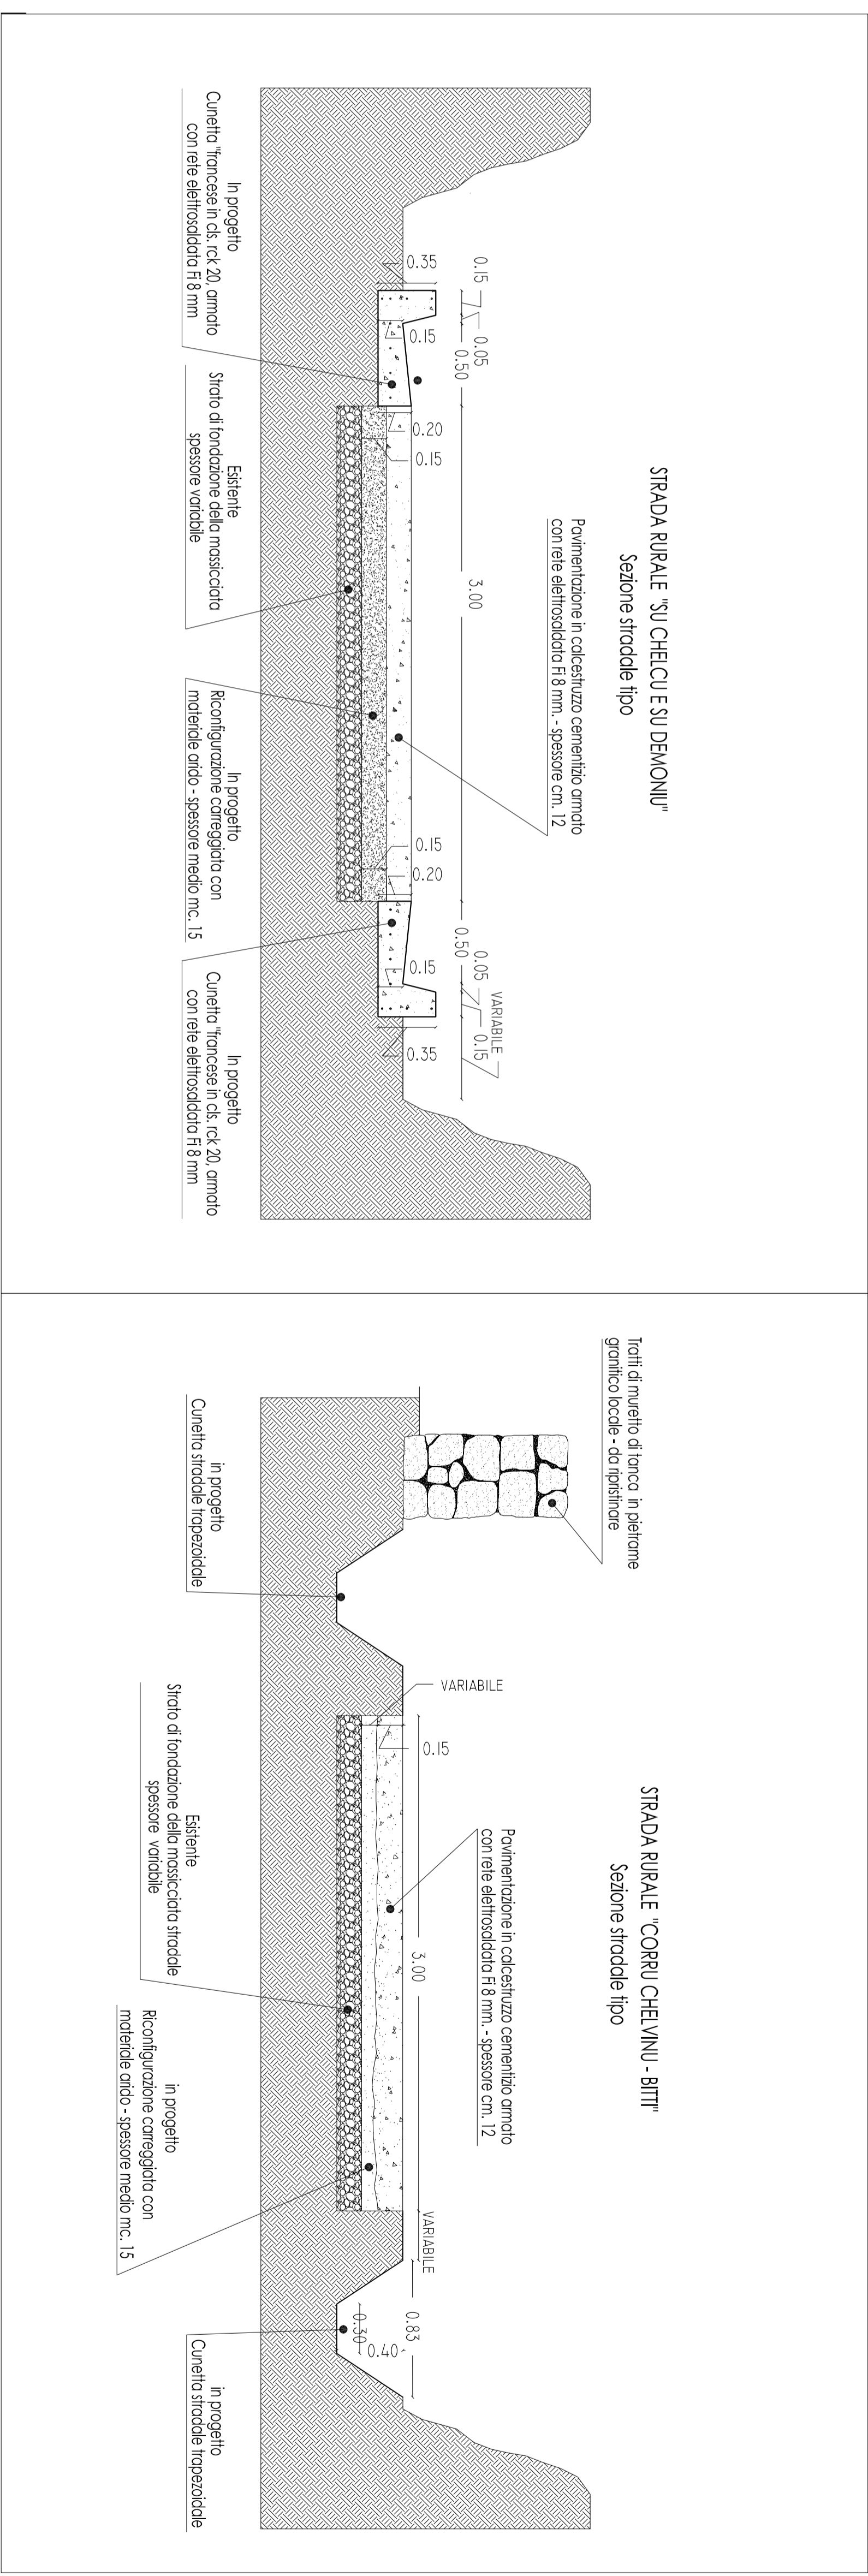 STRADA RURALE "SU CHELCU E SU DEMONIU"
Sezione stradale tipo
Pavimentazione in calcestruzzo cementizio armato
con rete elettrosaldata Fi 8 mm. - spessore cm. 12
VARIABILE
0.15
0.05
0.50
3.00
0.50
0.05
0.15
0.35
0.15
0.20
0.15
0.15
0.20
0.15
0.35
In progetto
Cunetta "francese in cls. rck 20, armato
con rete elettrosaldata Fi 8 mm
Esistente
Strato di fondazione della massicciata
spessore variabile
In progetto
Riconfigurazione carreggiata con
materiale arido - spessore medio mc. 15
In progetto
Cunetta "francese in cls. rck 20, armato
con rete elettrosaldata Fi 8 mm
STRADA RURALE "CORRU CHELVINU - BITTI"
Sezione stradale tipo
Tratti di muretto di tanca in pietrame
granitico locale - da ripristinare
Pavimentazione in calcestruzzo cementizio armato
con rete elettrosaldata Fi 8 mm. - spessore cm. 12
VARIABILE
0.15
3.00
VARIABILE
0.83
0.40
0.30
in progetto
Cunetta stradale trapezoidale
Esistente
Strato di fondazione della massicciata stradale
spessore variabile
in progetto
Riconfigurazione carreggiata con
materiale arido - spessore medio mc. 15
in progetto
Cunetta stradale trapezoidale